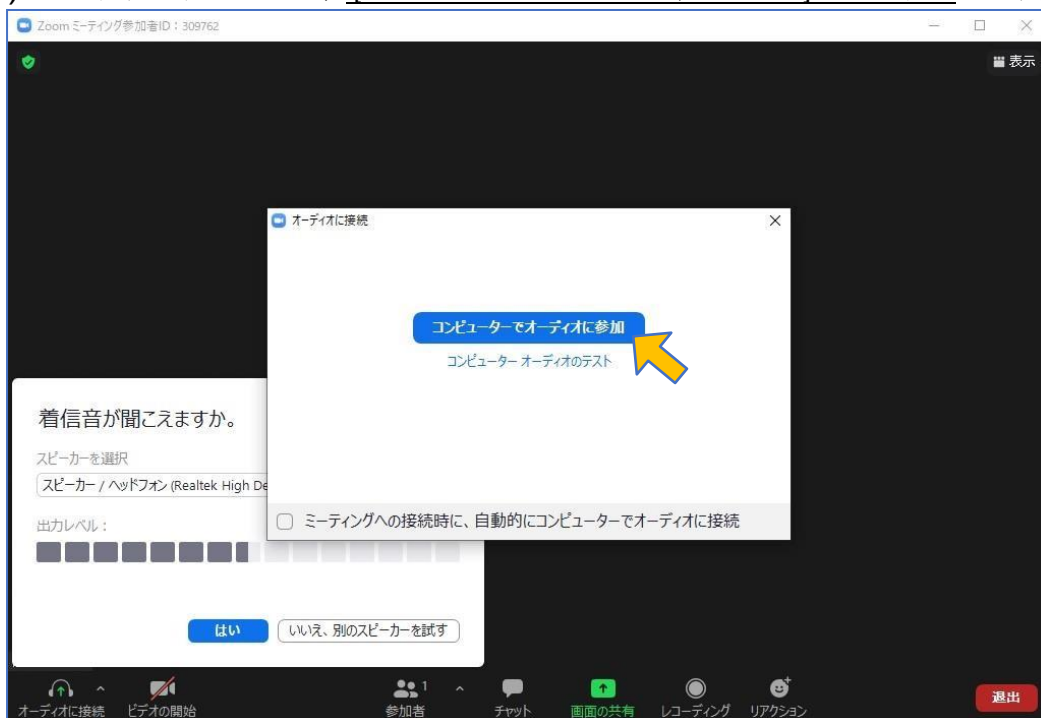 Zoom ミーティング参加者ID：309762
表示
オーディオに接続
コンピューターでオーディオに参加
コンピューター オーディオのテスト
ミーティングへの接続時に、自動的にコンピューターでオーディオに接続
着信音が聞こえますか。
スピーカーを選択
スピーカー / ヘッドフォン (Realtek High De
出力レベル：
はい
いいえ、別のスピーカーを試す
オーディオに接続
ビデオの開始
1
参加者
チャット
画面の共有
レコーディング
リアクション
退出